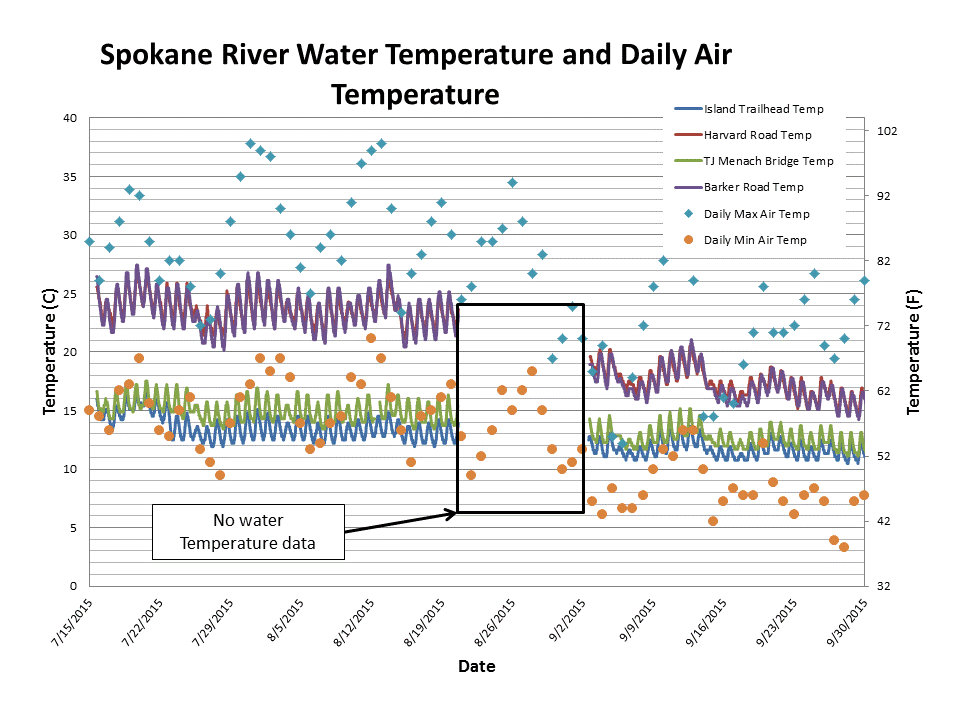 Spokane River Water Temperature and Daily Air
Temperature
Island Trailhead Temp
Harvard Road Temp
TJ Menach Bridge Temp
Barker Road Temp
Daily Max Air Temp
Daily Min Air Temp
40
35
30
25
20
15
10
5
0
Temperature (C)
102
92
82
72
62
52
42
32
Temperature (F)
No water
Temperature data
7/15/2015
7/22/2015
7/29/2015
8/5/2015
8/12/2015
8/19/2015
8/26/2015
9/2/2015
9/9/2015
9/16/2015
9/23/2015
9/30/2015
Date